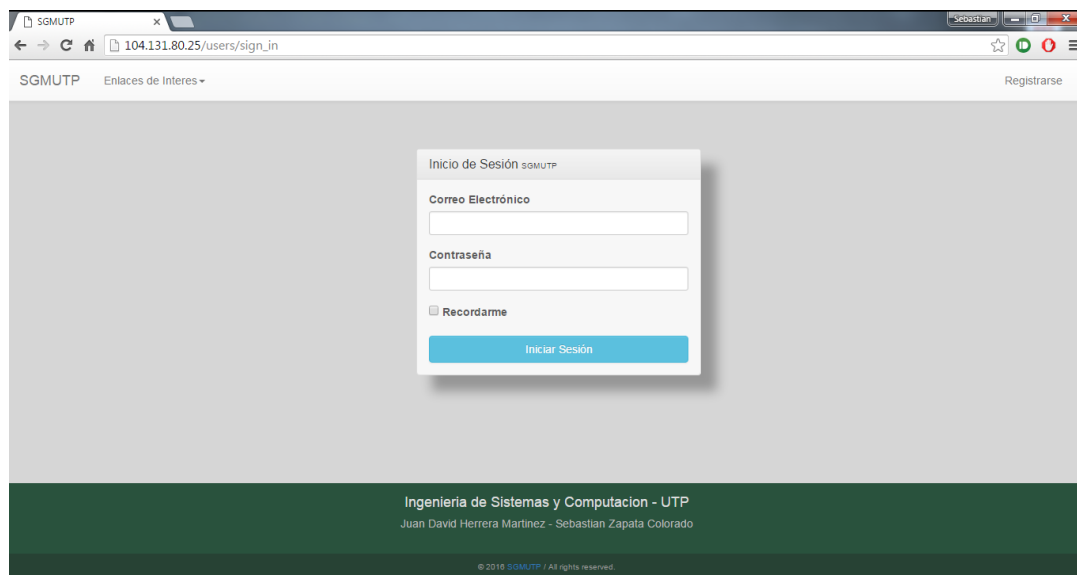 SGMUTP
Sebastian
104.131.80.25/users/sign_in
SGMUTP Enlaces de Interes Registrarse
Inicio de Sesión SGMUTP
Correo Electrónico
Contraseña
Recordarme
Iniciar Sesión
Ingenieria de Sistemas y Computacion - UTP
Juan David Herrera Martinez - Sebastian Zapata Colorado
© 2016 SGMUTP / All rights reserved.